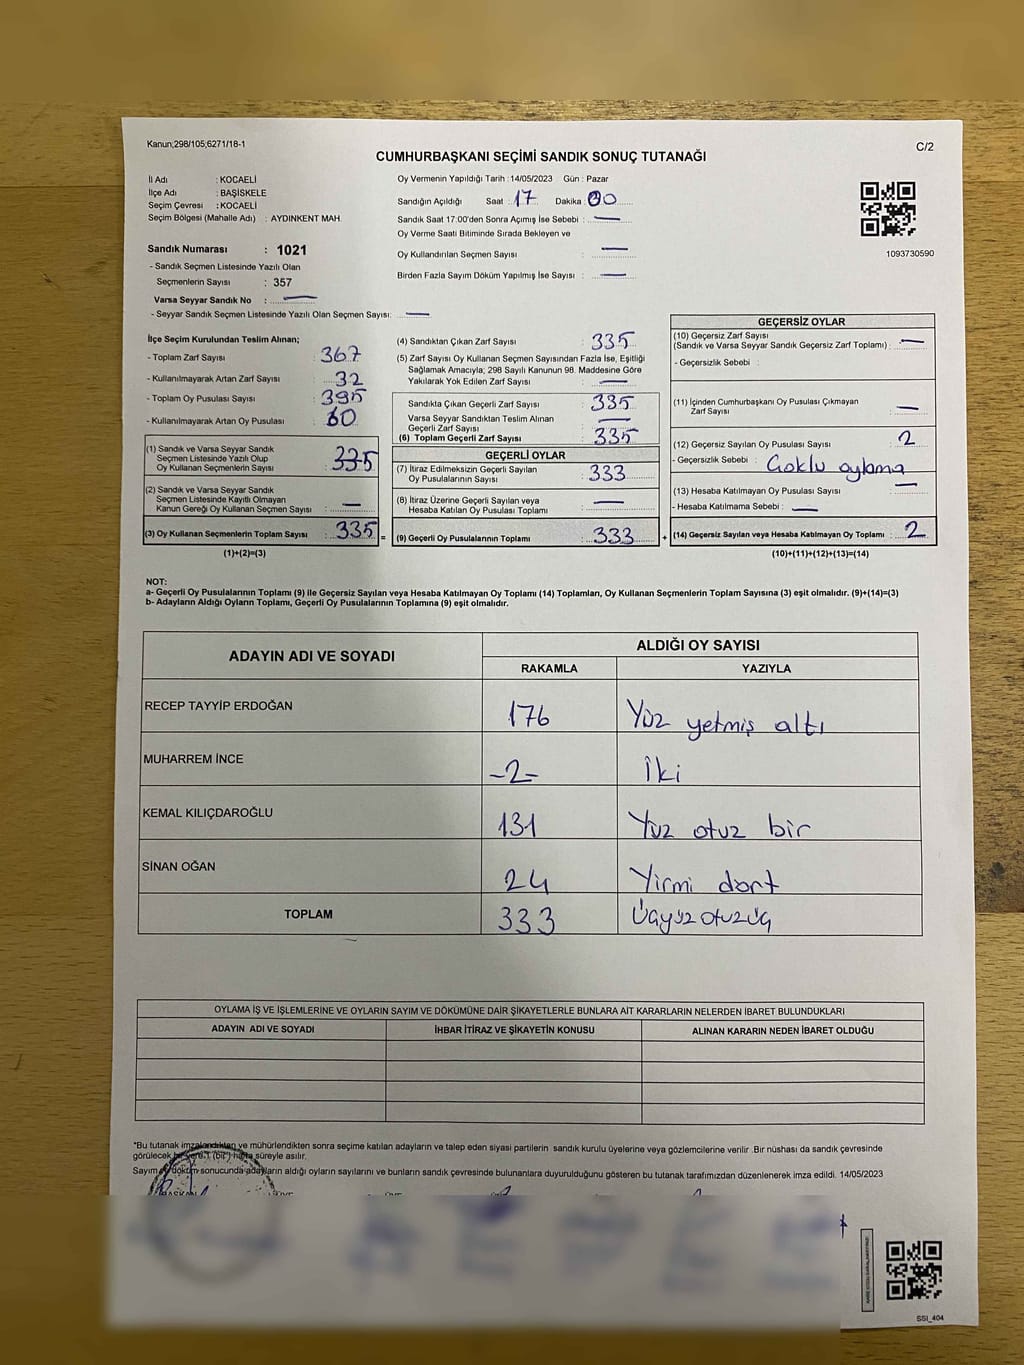 Kanun;298/105;6271/18-1
C/2
CUMHURBAŞKANI SEÇİMİ SANDIK SONUÇ TUTANAĞI
İl Adı : KOCAELİ
İlçe Adı : BAŞİSKELE
Seçim Çevresi : KOCAELİ
Seçim Bölgesi (Mahalle Adı) : AYDINKENT MAH.
Sandık Numarası : 1021
- Sandık Seçmen Listesinde Yazılı Olan
Seçmenlerin Sayısı : 357
Varsa Seyyar Sandık No : —
- Seyyar Sandık Seçmen Listesinde Yazılı Olan Seçmen Sayısı: —
Oy Vermenin Yapıldığı Tarih : 14/05/2023 Gün : Pazar
Sandığın Açıldığı Saat : 17 Dakika : 00
Sandık Saat 17:00'den Sonra Açımış İse Sebebi : —
Oy Verme Saati Bitiminde Sırada Bekleyen ve
Oy Kullandırılan Seçmen Sayısı : —
Birden Fazla Sayım Döküm Yapılmış İse Sayısı : —
1093730590
İlçe Seçim Kurulundan Teslim Alınan;
- Toplam Zarf Sayısı : 367
- Kullanılmayarak Artan Zarf Sayısı : 32
- Toplam Oy Pusulası Sayısı : 395
- Kullanılmayarak Artan Oy Pusulası : 60
(1) Sandık ve Varsa Seyyar Sandık
Seçmen Listesinde Yazılı Olup
Oy Kullanan Seçmenlerin Sayısı : 335
(2) Sandık ve Varsa Seyyar Sandık
Seçmen Listesinde Kayıtlı Olmayan
Kanun Gereği Oy Kullanan Seçmen Sayısı : —
(3) Oy Kullanan Seçmenlerin Toplam Sayısı : 335 =
(1)+(2)=(3)
(4) Sandıktan Çıkan Zarf Sayısı : 335
(5) Zarf Sayısı Oy Kullanan Seçmen Sayısından Fazla İse, Eşitliği
Sağlamak Amacıyla; 298 Sayılı Kanunun 98. Maddesine Göre
Yakılarak Yok Edilen Zarf Sayısı : —
Sandıkta Çıkan Geçerli Zarf Sayısı : 335
Varsa Seyyar Sandıktan Teslim Alınan
Geçerli Zarf Sayısı : —
(6) Toplam Geçerli Zarf Sayısı : 335
GEÇERLİ OYLAR
(7) İtiraz Edilmeksizin Geçerli Sayılan
Oy Pusulalarının Sayısı : 333
(8) İtiraz Üzerine Geçerli Sayılan veya
Hesaba Katılan Oy Pusulası Toplamı : —
(9) Geçerli Oy Pusulalarının Toplamı : 333 +
GEÇERSİZ OYLAR
(10) Geçersiz Zarf Sayısı
(Sandık ve Varsa Seyyar Sandık Geçersiz Zarf Toplamı) : —
- Geçersizlik Sebebi :
(11) İçinden Cumhurbaşkanı Oy Pusulası Çıkmayan
Zarf Sayısı : —
(12) Geçersiz Sayılan Oy Pusulası Sayısı : 2
- Geçersizlik Sebebi : Çoklu oylama
(13) Hesaba Katılmayan Oy Pusulası Sayısı : —
- Hesaba Katılmama Sebebi : —
(14) Geçersiz Sayılan veya Hesaba Katılmayan Oy Toplamı : 2
(10)+(11)+(12)+(13)=(14)
NOT:
a- Geçerli Oy Pusulalarının Toplamı (9) ile Geçersiz Sayılan veya Hesaba Katılmayan Oy Toplamı (14) Toplamları, Oy Kullanan Seçmenlerin Toplam Sayısına (3) eşit olmalıdır. (9)+(14)=(3)
b- Adayların Aldığı Oyların Toplamı, Geçerli Oy Pusulalarının Toplamına (9) eşit olmalıdır.
ADAYIN ADI VE SOYADI
ALDIĞI OY SAYISI
RAKAMLA YAZIYLA
RECEP TAYYİP ERDOĞAN 176 Yüz yetmiş altı
MUHARREM İNCE -2- İki
KEMAL KILIÇDAROĞLU 131 Yüz otuz bir
SİNAN OĞAN 24 Yirmi dört
TOPLAM 333 Üçyüzotuzüç
OYLAMA İŞ VE İŞLEMLERİNE VE OYLARIN SAYIM VE DÖKÜMÜNE DAİR ŞİKAYETLERLE BUNLARA AİT KARARLARIN NELERDEN İBARET BULUNDUKLARI
ADAYIN ADI VE SOYADI İHBAR İTİRAZ VE ŞİKAYETİN KONUSU ALINAN KARARIN NEDEN İBARET OLDUĞU
*Bu tutanak imzalandıktan ve mühürlendikten sonra seçime katılan adayların ve talep eden siyasi partilerin sandık kurulu üyelerine veya gözlemcilerine verilir. Bir nüshası da sandık çevresinde
görülecek bir yere 1 (bir) hafta süreyle asılır.
Sayım ve döküm sonucunda adayların aldığı oyların sayılarını ve bunların sandık çevresinde bulunanlara duyurulduğunu gösteren bu tutanak tarafımızdan düzenlenerek imza edildi. 14/05/2023
BAŞKAN
SSI_404